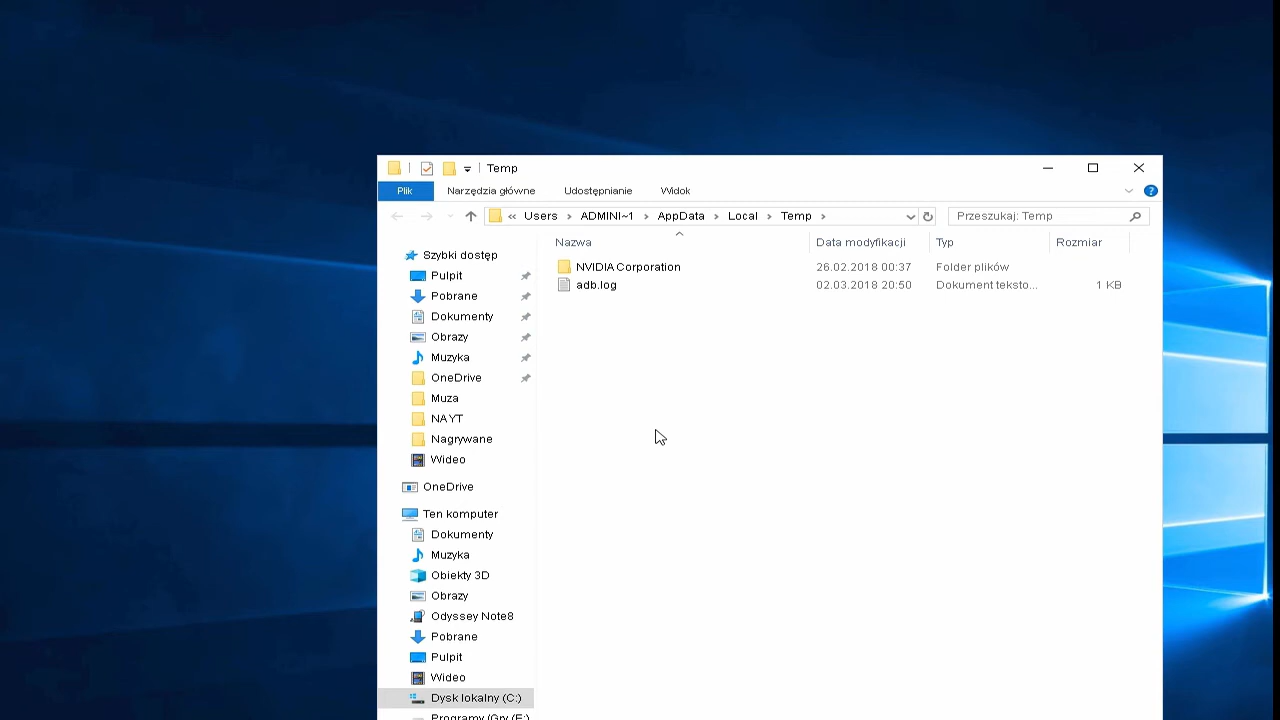 Temp
Plik Narzędzia główne Udostępnianie Widok
« Users › ADMINI~1 › AppData › Local › Temp ›
Przeszukaj: Temp
Nazwa Data modyfikacji Typ Rozmiar
NVIDIA Corporation 26.02.2018 00:37 Folder plików
adb.log 02.03.2018 20:50 Dokument teksto... 1 KB
Szybki dostęp
Pulpit
Pobrane
Dokumenty
Obrazy
Muzyka
OneDrive
Muza
NAYT
Nagrywane
Wideo
OneDrive
Ten komputer
Dokumenty
Muzyka
Obiekty 3D
Obrazy
Odyssey Note8
Pobrane
Pulpit
Wideo
Dysk lokalny (C:)
Programy (Gry (E:)